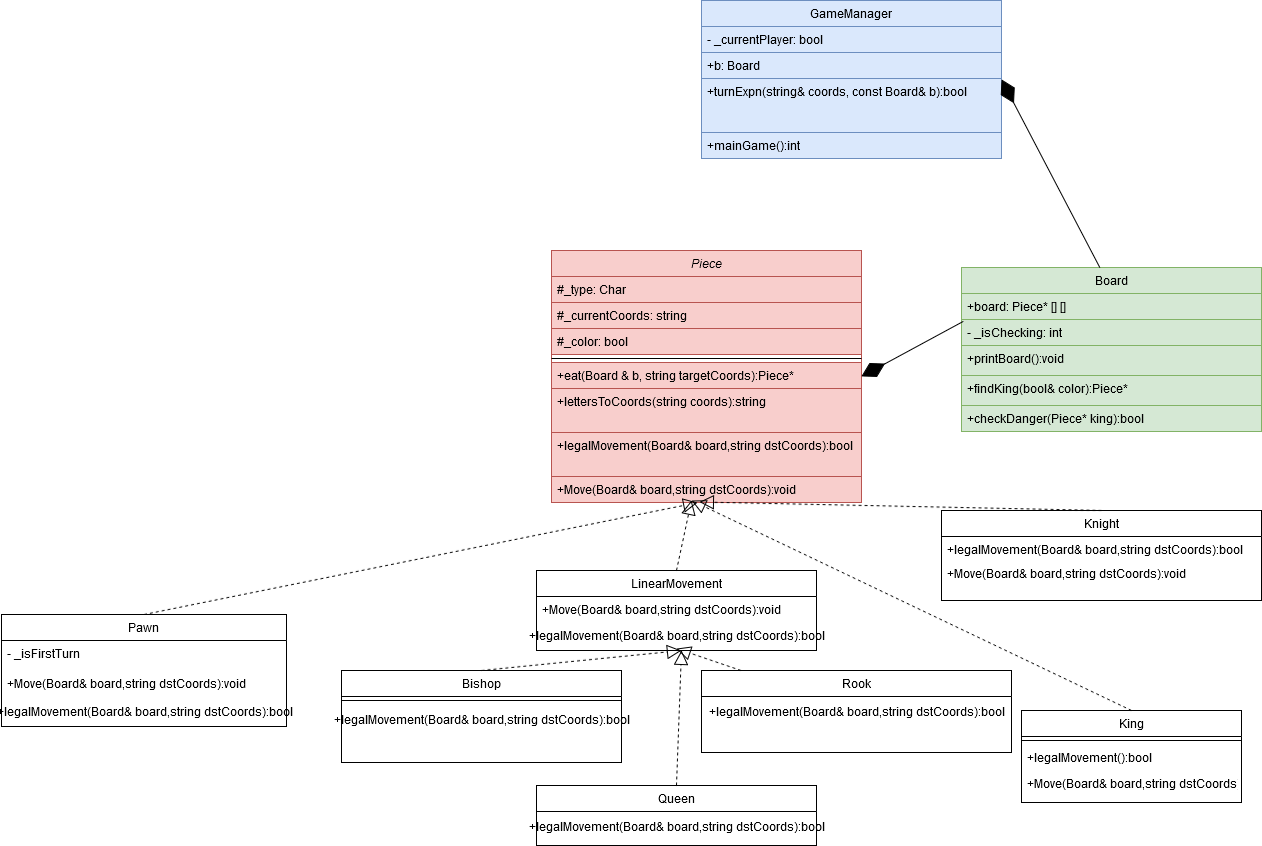 GameManager
- _currentPlayer: bool
+b: Board
+turnExpn(string& coords, const Board& b):bool
+mainGame():int
Piece
#_type: Char
#_currentCoords: string
#_color: bool
+eat(Board & b, string targetCoords):Piece*
+lettersToCoords(string coords):string
+legalMovement(Board& board,string dstCoords):bool
+Move(Board& board,string dstCoords):void
Board
+board: Piece* [] []
- _isChecking: int
+printBoard():void
+findKing(bool& color):Piece*
+checkDanger(Piece* king):bool
Knight
+legalMovement(Board& board,string dstCoords):bool
+Move(Board& board,string dstCoords):void
LinearMovement
+Move(Board& board,string dstCoords):void
+legalMovement(Board& board,string dstCoords):bool
Pawn
- _isFirstTurn
+Move(Board& board,string dstCoords):void
+legalMovement(Board& board,string dstCoords):bool
Bishop
+legalMovement(Board& board,string dstCoords):bool
Rook
+legalMovement(Board& board,string dstCoords):bool
King
+legalMovement():bool
+Move(Board& board,string dstCoords
Queen
+legalMovement(Board& board,string dstCoords):bool